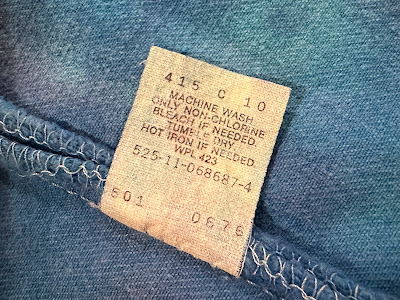 415 C 10
MACHINE WASH
ONLY NON-CHLORINE
BLEACH IF NEEDED.
TUMBLE DRY.
HOT IRON IF NEEDED.
WPL 423
525-11-068687-4
501 0676